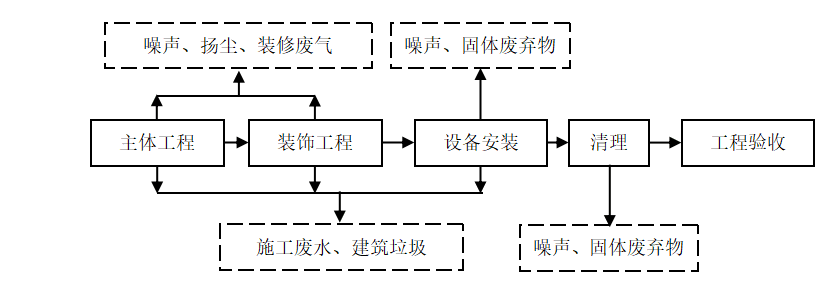 噪声、扬尘、装修废气
噪声、固体废弃物
主体工程
装饰工程
设备安装
清理
工程验收
施工废水、建筑垃圾
噪声、固体废弃物